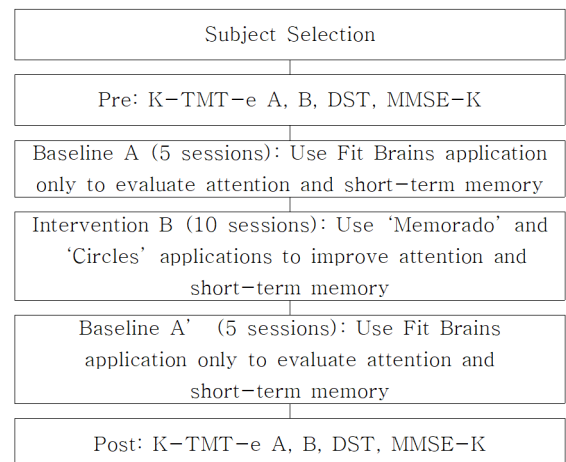 Subject Selection
Pre: K-TMT-e A, B, DST, MMSE-K
Baseline A (5 sessions): Use Fit Brains application
only to evaluate attention and short-term memory
Intervention B (10 sessions): Use ‘Memorado’ and
‘Circles’ applications to improve attention and
short-term memory
Baseline A’ (5 sessions): Use Fit Brains
application only to evaluate attention and
short-term memory
Post: K-TMT-e A, B, DST, MMSE-K